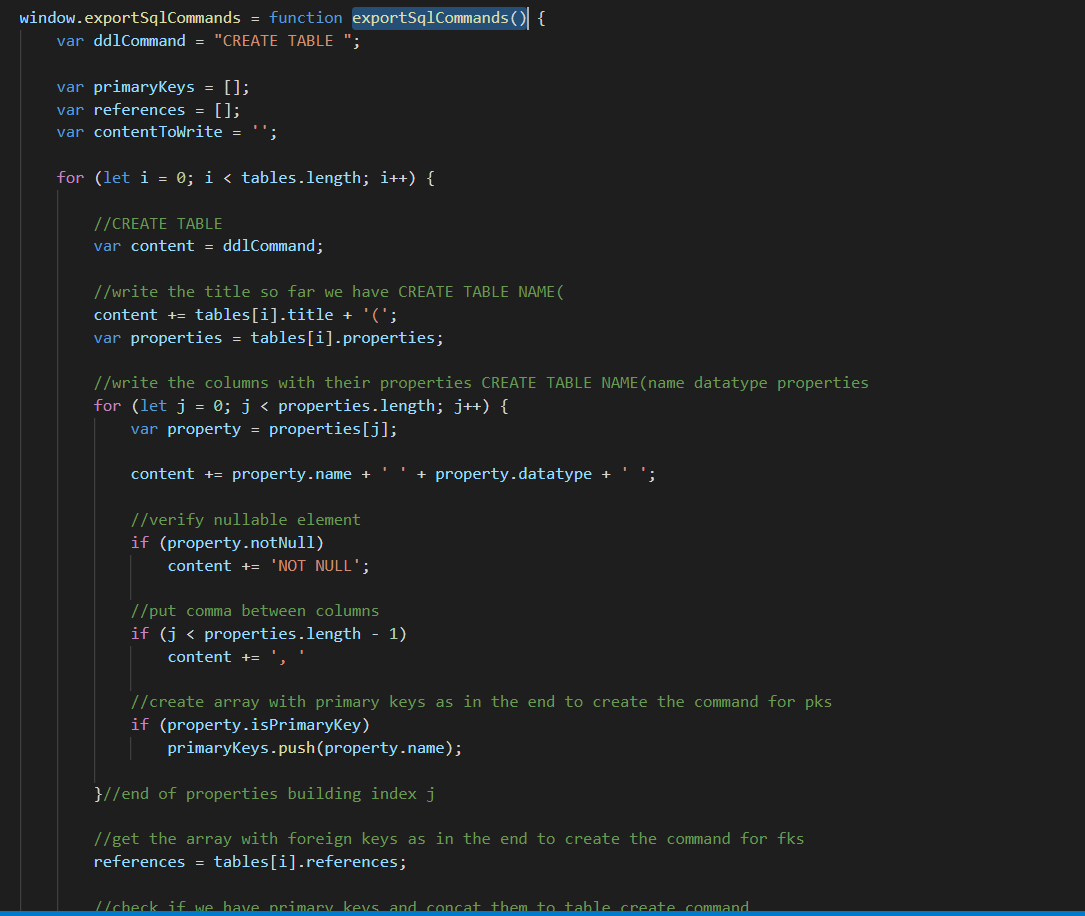 window.exportSqlCommands = function exportSqlCommands() {
var ddlCommand = "CREATE TABLE ";
var primaryKeys = [];
var references = [];
var contentToWrite = '';
for (let i = 0; i < tables.length; i++) {
//CREATE TABLE
var content = ddlCommand;
//write the title so far we have CREATE TABLE NAME(
content += tables[i].title + '(';
var properties = tables[i].properties;
//write the columns with their properties CREATE TABLE NAME(name datatype properties
for (let j = 0; j < properties.length; j++) {
var property = properties[j];
content += property.name + ' ' + property.datatype + ' ';
//verify nullable element
if (property.notNull)
content += 'NOT NULL';
//put comma between columns
if (j < properties.length - 1)
content += ', '
//create array with primary keys as in the end to create the command for pks
if (property.isPrimaryKey)
primaryKeys.push(property.name);
}//end of properties building index j
//get the array with foreign keys as in the end to create the command for fks
references = tables[i].references;
//check if we have primary keys and concat them to table create command